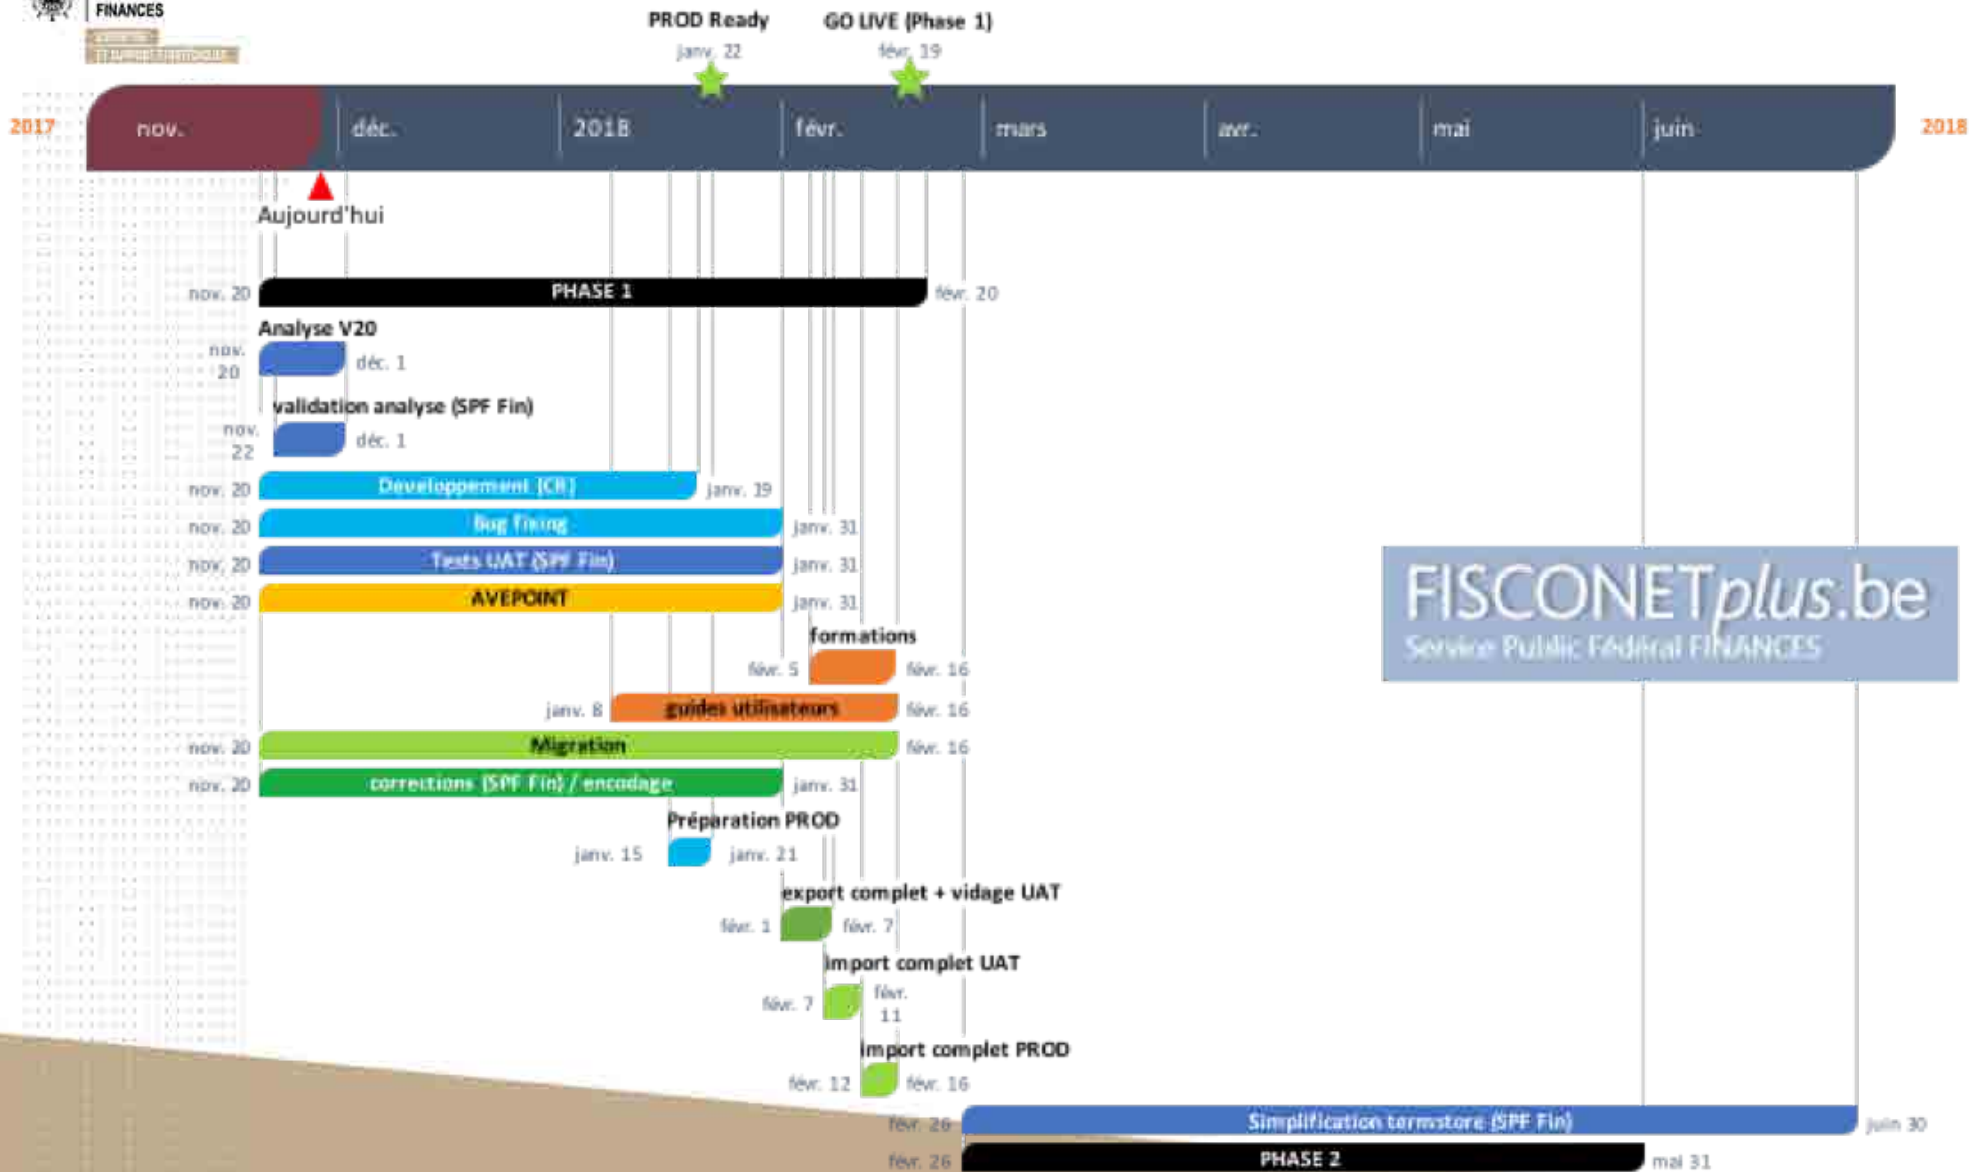 FINANCES
PROD Ready
janv. 22
GO LIVE (Phase 1)
févr. 19
2017
nov.
déc.
2018
févr.
mars
avr.
mai
juin
2018
Aujourd'hui
nov. 20
PHASE 1
févr. 20
Analyse V20
nov.
20
déc. 1
validation analyse (SPF Fin)
nov.
22
déc. 1
nov. 20
Developpement (CR)
janv. 19
nov. 20
Bug fixing
janv. 31
nov. 20
Tests UAT (SPF Fin)
janv. 31
nov. 20
AVEPOINT
janv. 31
FISCONETplus.be
Service Public Fédéral FINANCES
formations
févr. 5
févr. 16
janv. 8
guides utilisateurs
févr. 16
nov. 20
Migration
févr. 16
nov. 20
corrections (SPF Fin) / encodage
janv. 31
Préparation PROD
janv. 15
janv. 21
export complet + vidage UAT
févr. 1
févr. 7
import complet UAT
févr. 7
févr.
11
import complet PROD
févr. 12
févr. 16
févr. 26
Simplification termstore (SPF Fin)
juin 30
févr. 26
PHASE 2
mai 31